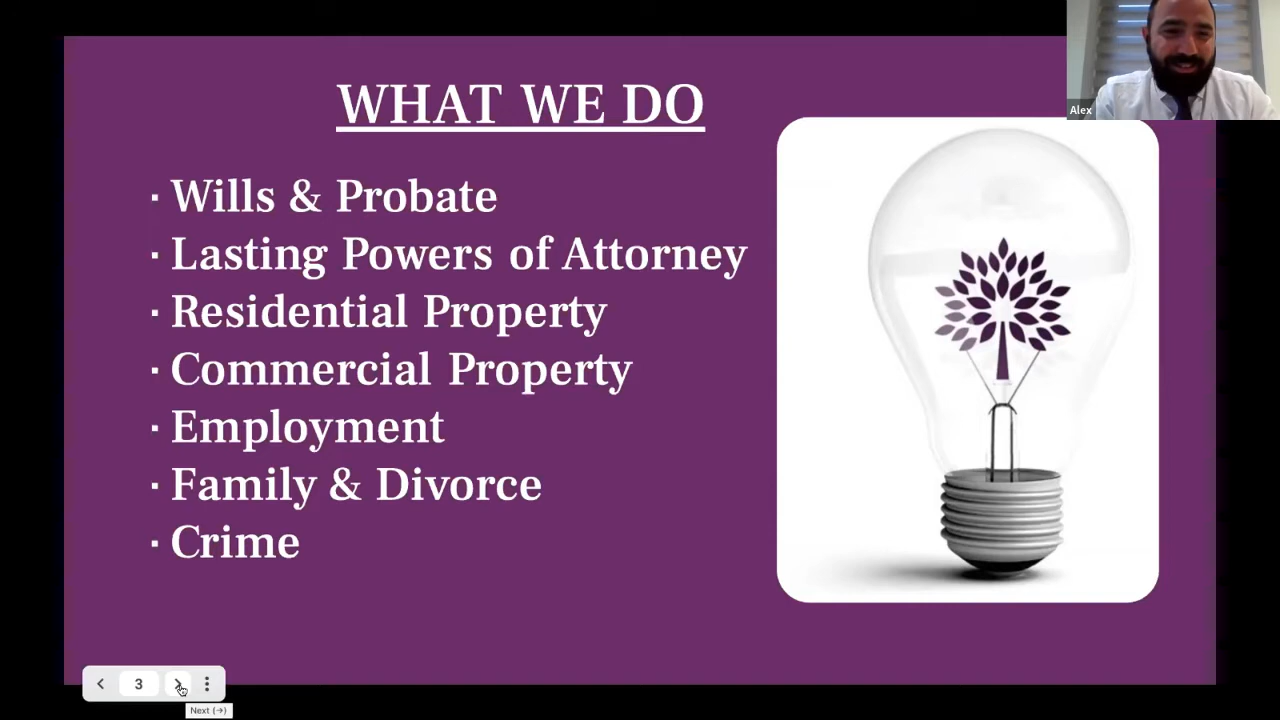 WHAT WE DO
Alex
· Wills & Probate
· Lasting Powers of Attorney
· Residential Property
· Commercial Property
· Employment
· Family & Divorce
· Crime
3
Next (→)